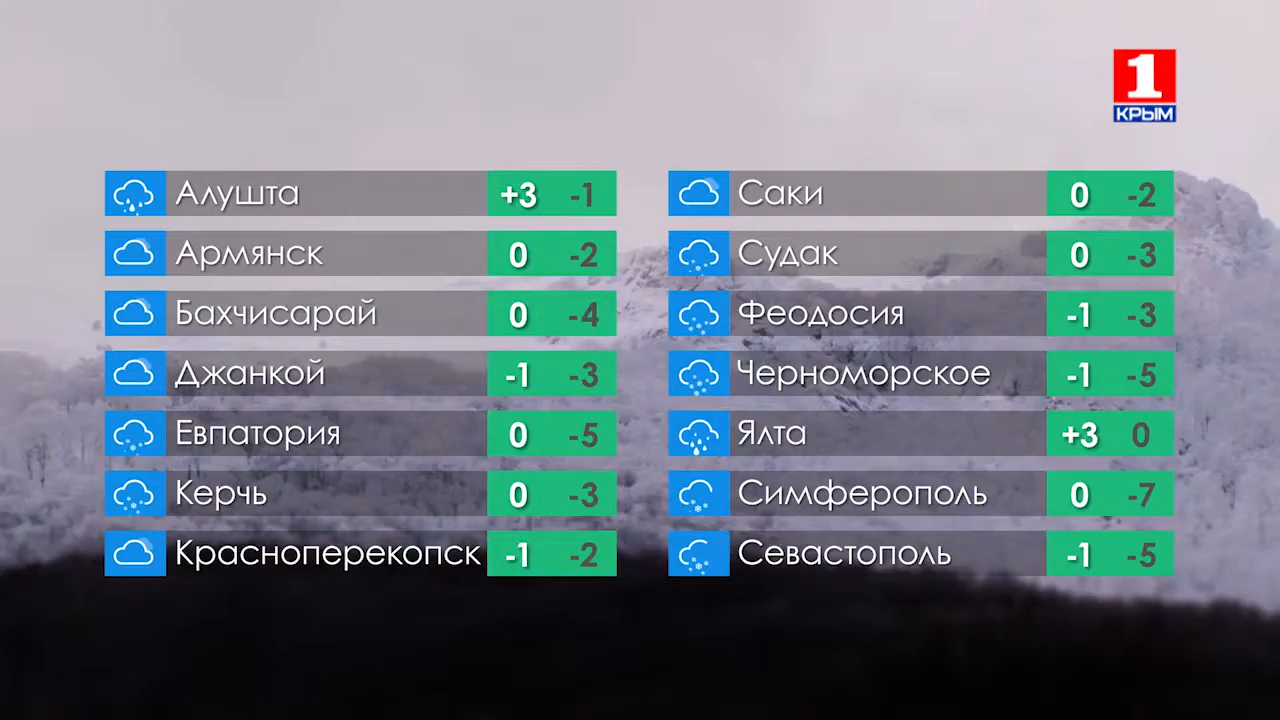 1
КРЫМ
Алушта +3 -1
Армянск 0 -2
Бахчисарай 0 -4
Джанкой -1 -3
Евпатория 0 -5
Керчь 0 -3
Красноперекопск -1 -2
Саки 0 -2
Судак 0 -3
Феодосия -1 -3
Черноморское -1 -5
Ялта +3 0
Симферополь 0 -7
Севастополь -1 -5